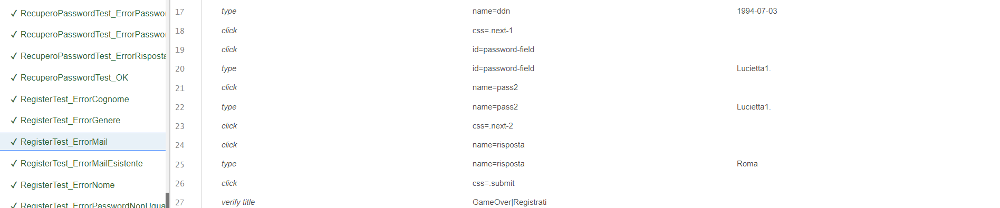 ✓ RecuperoPasswordTest_ErrorPasswo
✓ RecuperoPasswordTest_ErrorPasswo
✓ RecuperoPasswordTest_ErrorRisposta
✓ RecuperoPasswordTest_OK
✓ RegisterTest_ErrorCognome
✓ RegisterTest_ErrorGenere
✓ RegisterTest_ErrorMail
✓ RegisterTest_ErrorMailEsistente
✓ RegisterTest_ErrorNome
✓ RegisterTest_ErrorPasswordNonUgua
17 type name=ddn 1994-07-03
18 click css=.next-1
19 click id=password-field
20 type id=password-field Lucietta1.
21 click name=pass2
22 type name=pass2 Lucietta1.
23 click css=.next-2
24 click name=risposta
25 type name=risposta Roma
26 click css=.submit
27 verify title GameOver|Registrati